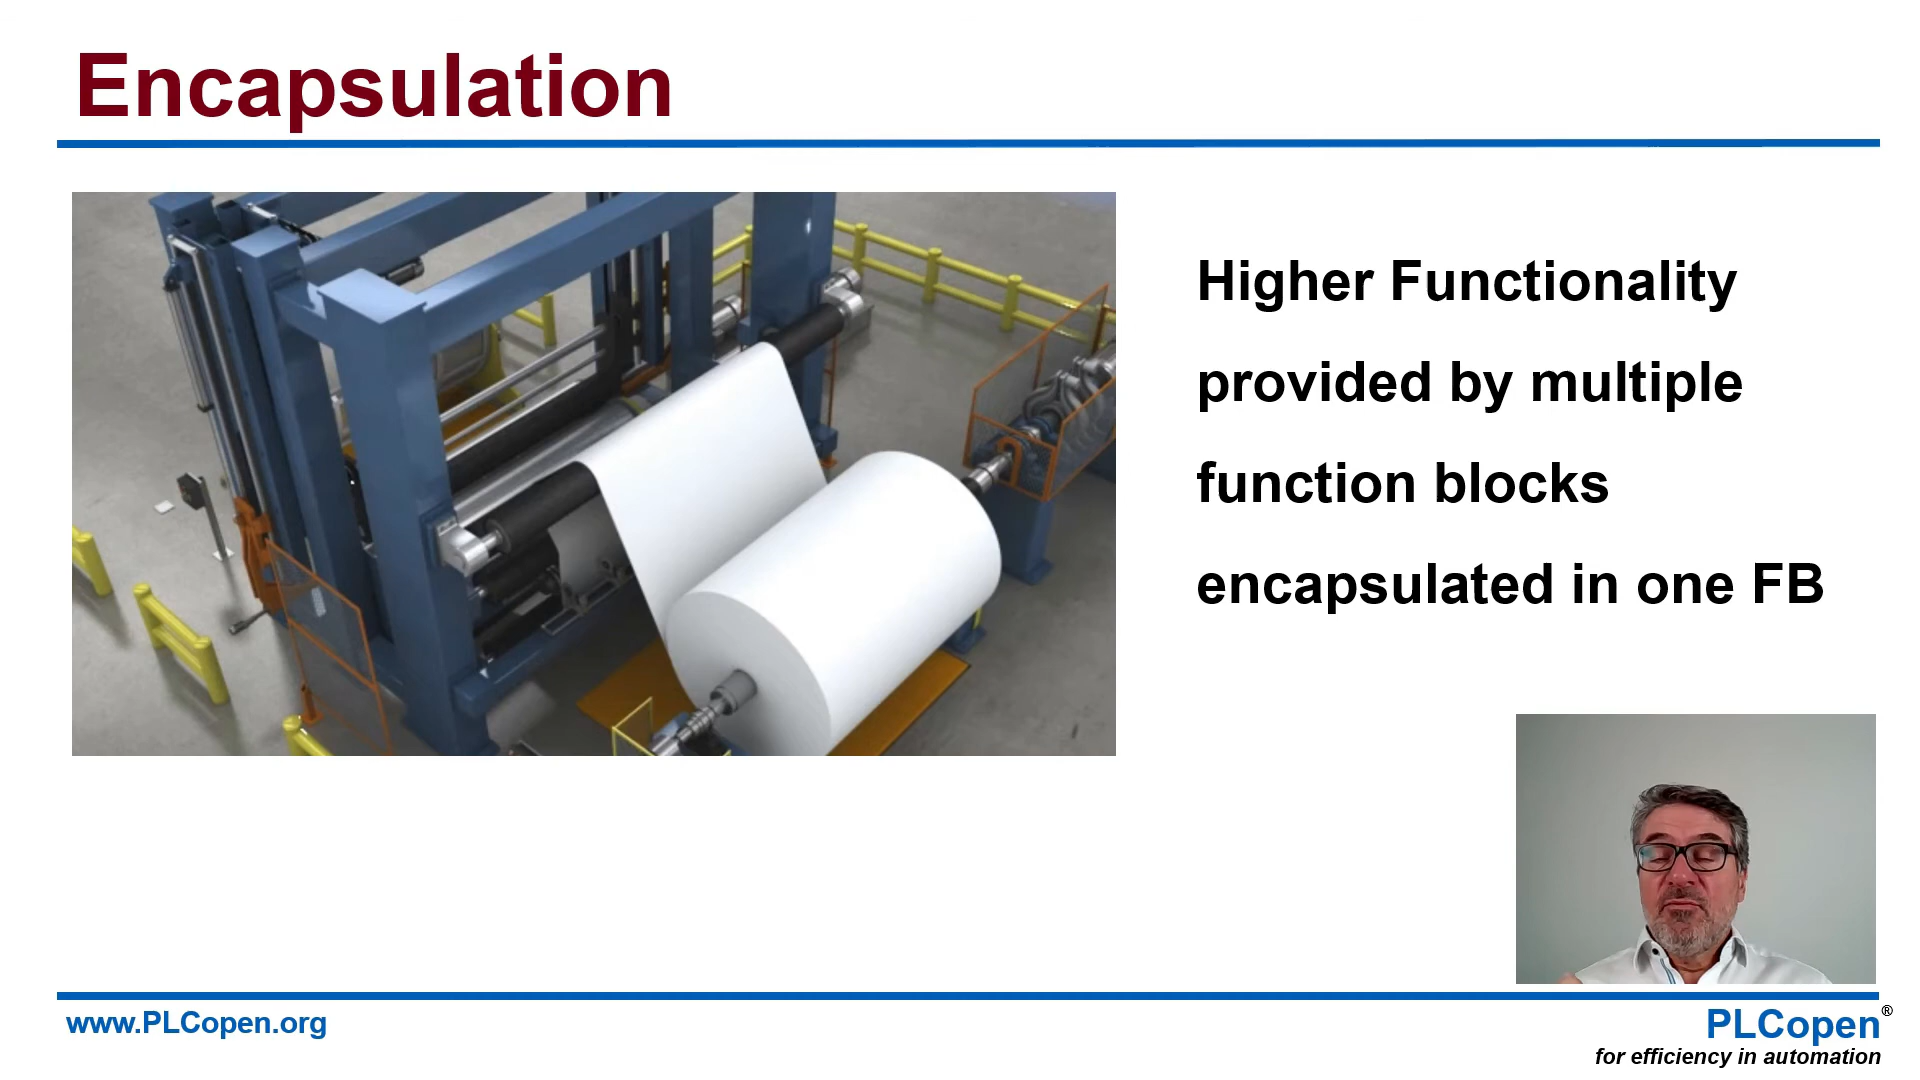 Encapsulation
Higher Functionality
provided by multiple
function blocks
encapsulated in one FB
www.PLCopen.org
PLCopen®
for efficiency in automation